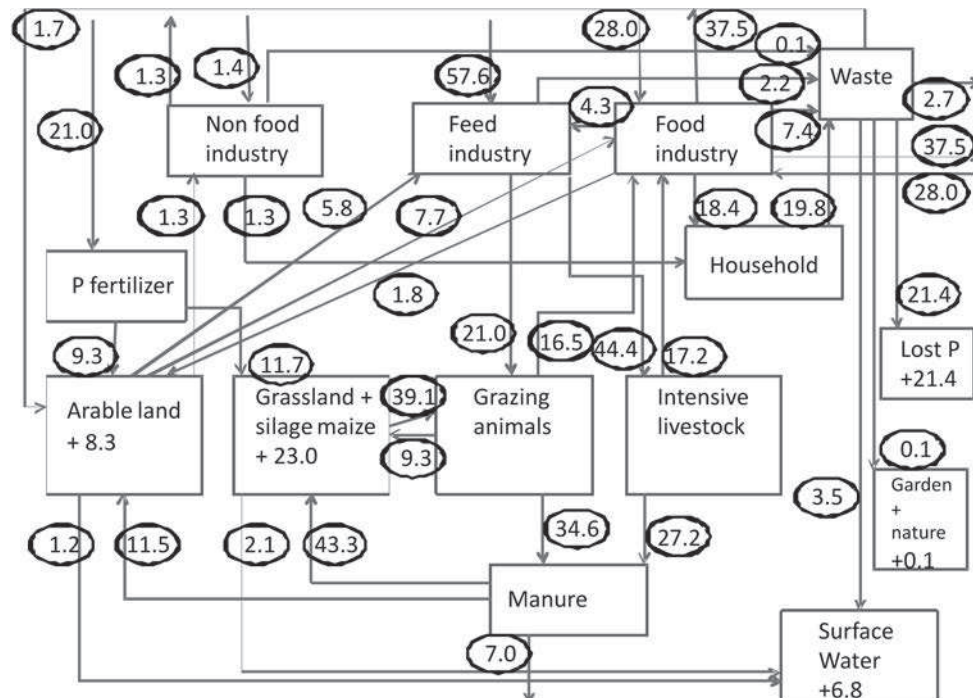 1.7
28.0
37.5
0.1
Waste
1.3
1.4
57.6
2.2
2.7
4.3
21.0
Non food
industry
Feed
industry
Food
industry
7.4
37.5
28.0
1.3
1.3
5.8
7.7
18.4
19.8
P fertilizer
Household
1.8
21.4
9.3
11.7
21.0
16.5
44.4
17.2
Lost P
+21.4
Arable land
+ 8.3
Grassland +
silage maize
+ 23.0
39.1
9.3
Grazing
animals
Intensive
livestock
0.1
Garden
+
nature
+0.1
3.5
1.2
11.5
2.1
43.3
34.6
27.2
Manure
7.0
Surface
Water
+6.8